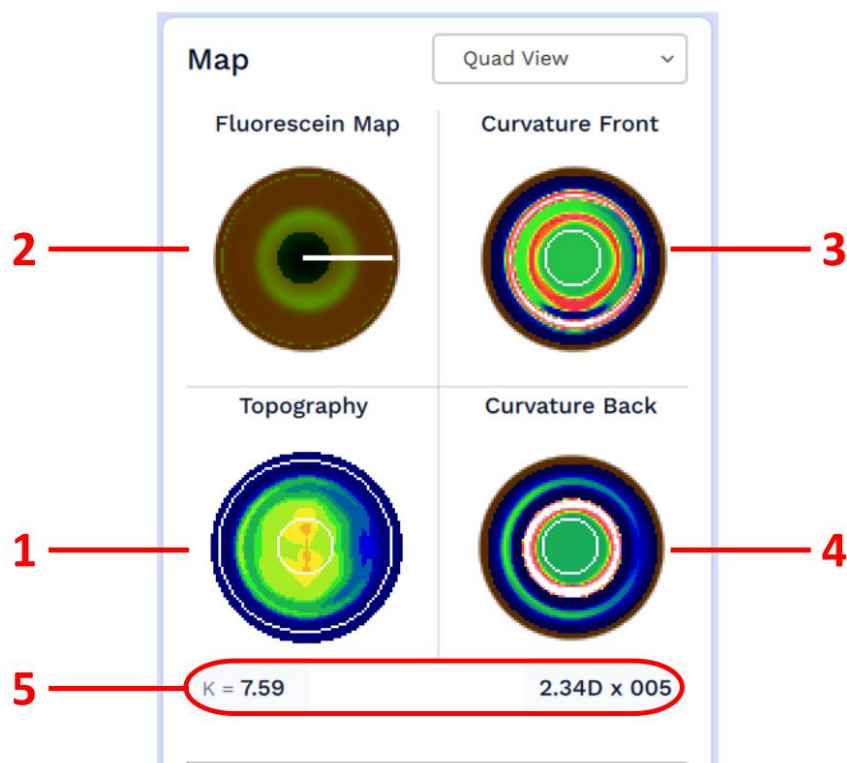 Map
Quad View
Fluorescein Map
Curvature Front
2
3
Topography
Curvature Back
1
4
5
K = 7.59
2.34D x 005